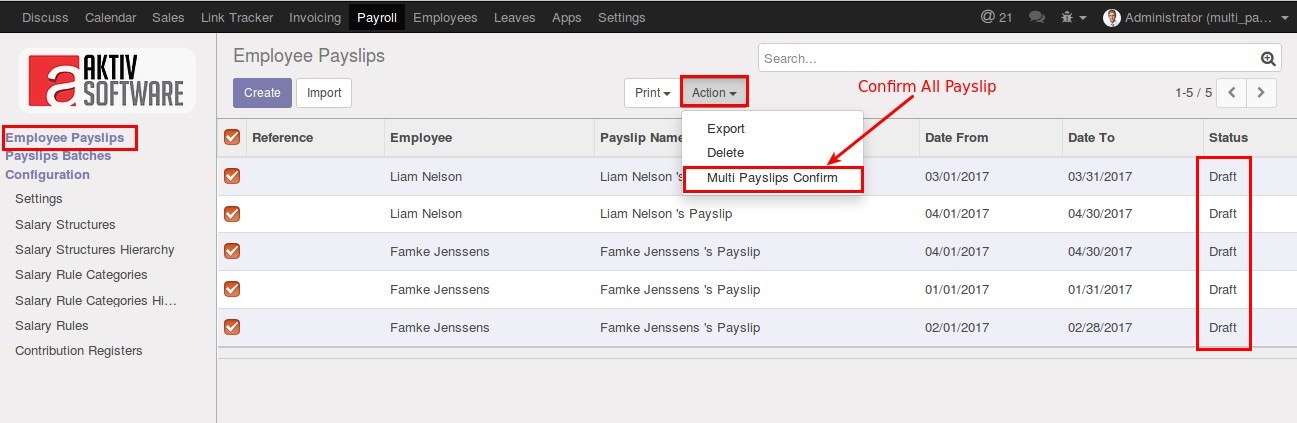 Discuss Calendar Sales Link Tracker Invoicing Payroll Employees Leaves Apps Settings @ 21 Administrator (multi_pa...
a AKTIV SOFTWARE
Employee Payslips
Payslips Batches
Configuration
Settings
Salary Structures
Salary Structures Hierarchy
Salary Rule Categories
Salary Rule Categories Hi...
Salary Rules
Contribution Registers
Employee Payslips Search...
Create Import Print Action Confirm All Payslip 1-5 / 5
Export
Delete
Multi Payslips Confirm
Reference Employee Payslip Name Date From Date To Status
Liam Nelson Liam Nelson 's 03/01/2017 03/31/2017 Draft
Liam Nelson Liam Nelson 's Payslip 04/01/2017 04/30/2017 Draft
Famke Jenssens Famke Jenssens 's Payslip 04/01/2017 04/30/2017 Draft
Famke Jenssens Famke Jenssens 's Payslip 01/01/2017 01/31/2017 Draft
Famke Jenssens Famke Jenssens 's Payslip 02/01/2017 02/28/2017 Draft